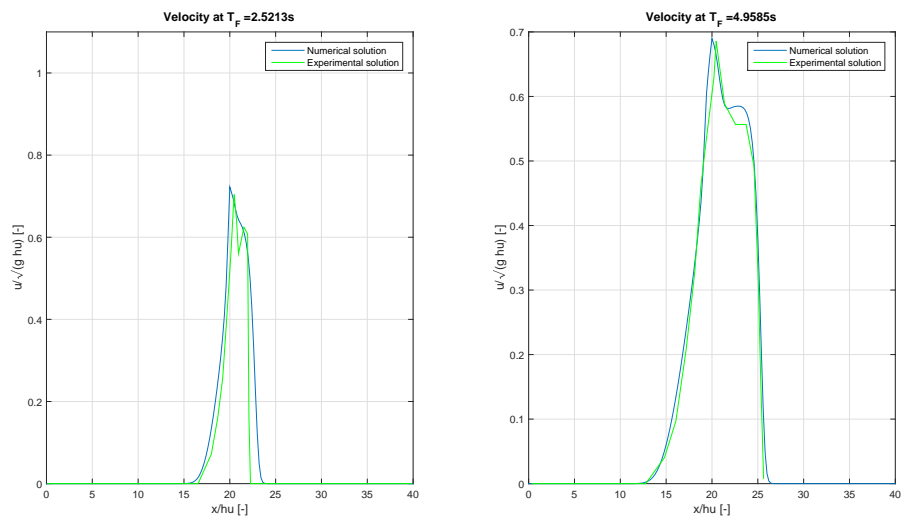 Velocity at T_F =2.5213s
Numerical solution
Experimental solution
1
0.8
0.6
0.4
0.2
0
0 5 10 15 20 25 30 35 40
u/√(g hu) [-]
x/hu [-]
Velocity at T_F =4.9585s
Numerical solution
Experimental solution
0.7
0.6
0.5
0.4
0.3
0.2
0.1
0
0 5 10 15 20 25 30 35 40
u/√(g hu) [-]
x/hu [-]